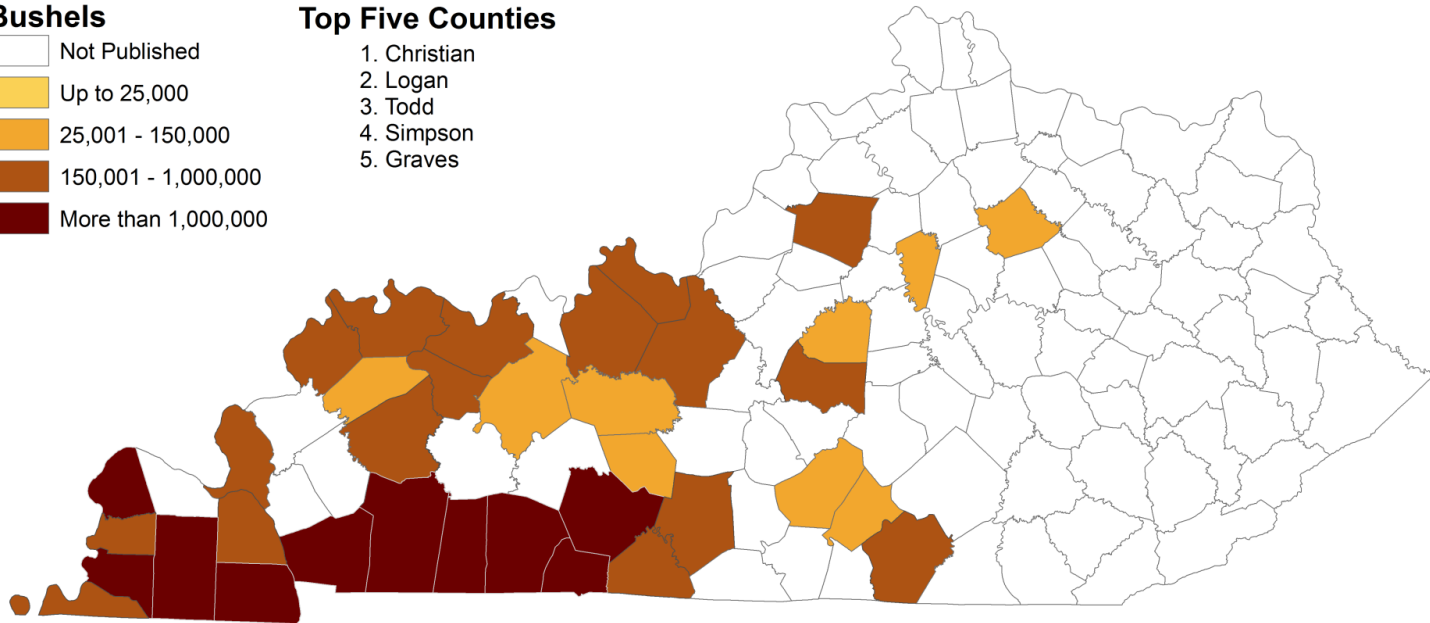 Bushels
Not Published
Up to 25,000
25,001 - 150,000
150,001 - 1,000,000
More than 1,000,000
Top Five Counties
1. Christian
2. Logan
3. Todd
4. Simpson
5. Graves